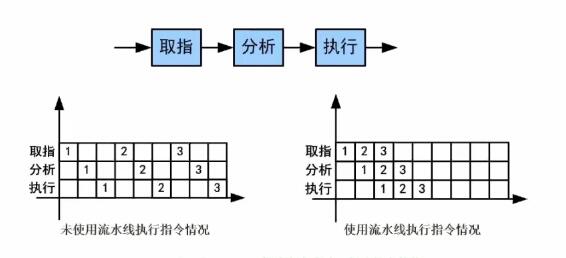 取指 分析 执行
取指 1 2 3
分析 1 2 3
执行 1 2 3
未使用流水线执行指令情况
取指 1 2 3
分析 1 2 3
执行 1 2 3
使用流水线执行指令情况